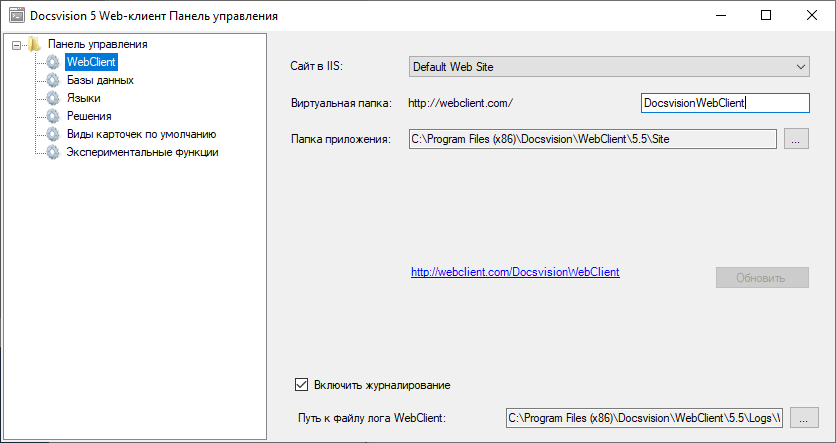 Docsvision 5 Web-клиент Панель управления
Панель управления
WebClient
Базы данных
Языки
Решения
Виды карточек по умолчанию
Экспериментальные функции
Сайт в IIS: Default Web Site
Виртуальная папка: http://webclient.com/ DocsvisionWebClient
Папка приложения: C:\Program Files (x86)\Docsvision\WebClient\5.5\Site ...
http://webclient.com/DocsvisionWebClient Обновить
Включить журналирование
Путь к файлу лога WebClient: C:\Program Files (x86)\Docsvision\WebClient\5.5\Logs\ ...